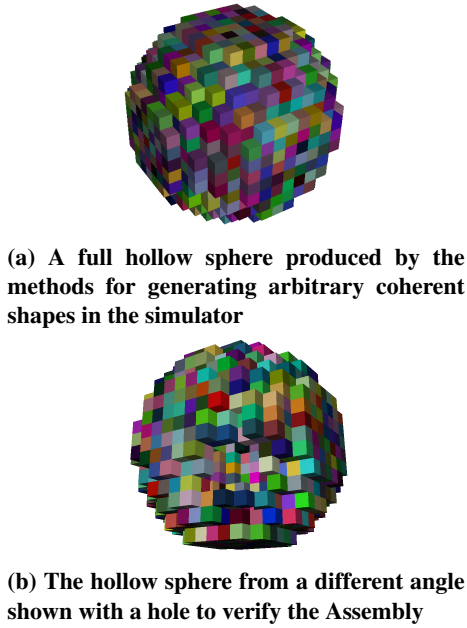 (a) A full hollow sphere produced by the
methods for generating arbitrary coherent
shapes in the simulator
(b) The hollow sphere from a different angle
shown with a hole to verify the Assembly